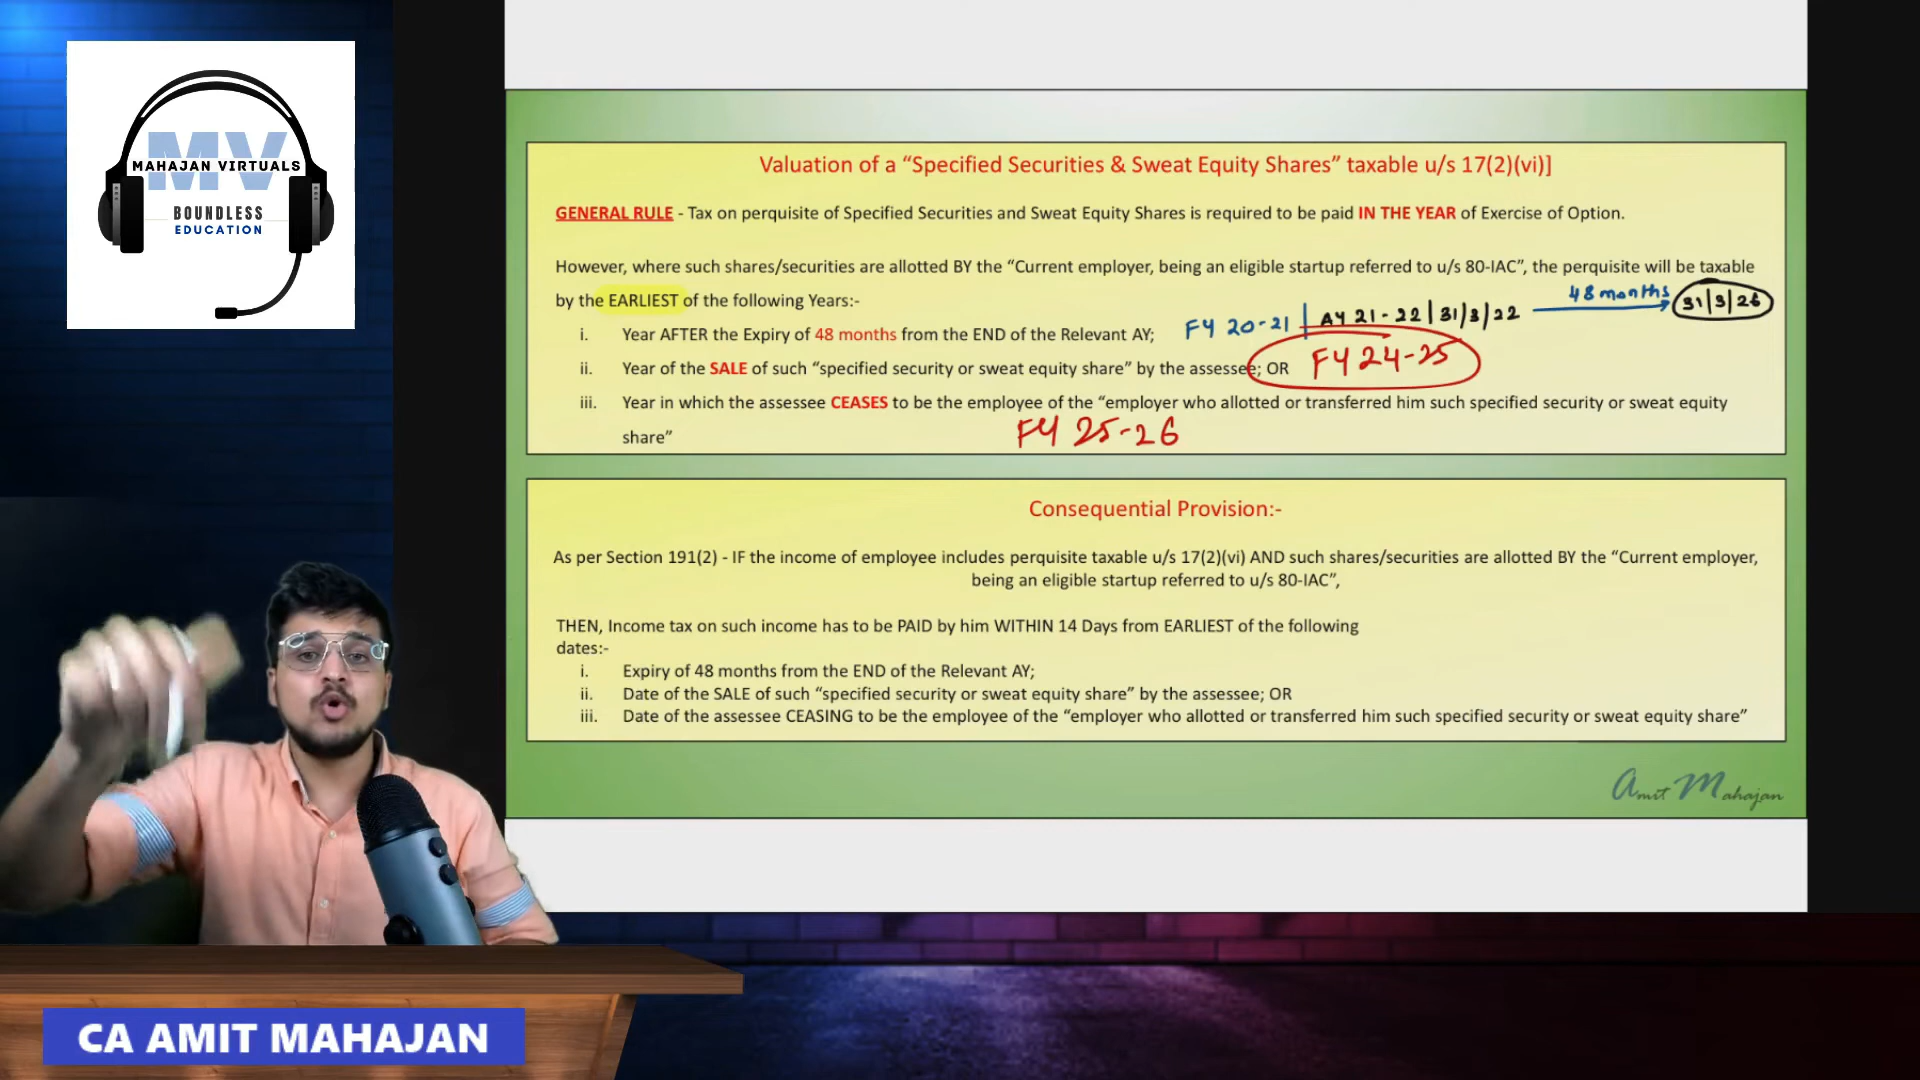 MV
MAHAJAN VIRTUALS
BOUNDLESS
EDUCATION
Valuation of a “Specified Securities & Sweat Equity Shares” taxable u/s 17(2)(vi)]
GENERAL RULE - Tax on perquisite of Specified Securities and Sweat Equity Shares is required to be paid IN THE YEAR of Exercise of Option.
However, where such shares/securities are allotted BY the “Current employer, being an eligible startup referred to u/s 80-IAC”, the perquisite will be taxable
by the EARLIEST of the following Years:-
48 months
31/3/26
i. Year AFTER the Expiry of 48 months from the END of the Relevant AY;
FY 20-21 | AY 21-22 | 31/3/22
ii. Year of the SALE of such “specified security or sweat equity share” by the assessee; OR
FY 24-25
iii. Year in which the assessee CEASES to be the employee of the “employer who allotted or transferred him such specified security or sweat equity
share”
FY 25-26
Consequential Provision:-
As per Section 191(2) - IF the income of employee includes perquisite taxable u/s 17(2)(vi) AND such shares/securities are allotted BY the “Current employer,
being an eligible startup referred to u/s 80-IAC”,
THEN, Income tax on such income has to be PAID by him WITHIN 14 Days from EARLIEST of the following
dates:-
i. Expiry of 48 months from the END of the Relevant AY;
ii. Date of the SALE of such “specified security or sweat equity share” by the assessee; OR
iii. Date of the assessee CEASING to be the employee of the “employer who allotted or transferred him such specified security or sweat equity share”
Amit Mahajan
CA AMIT MAHAJAN